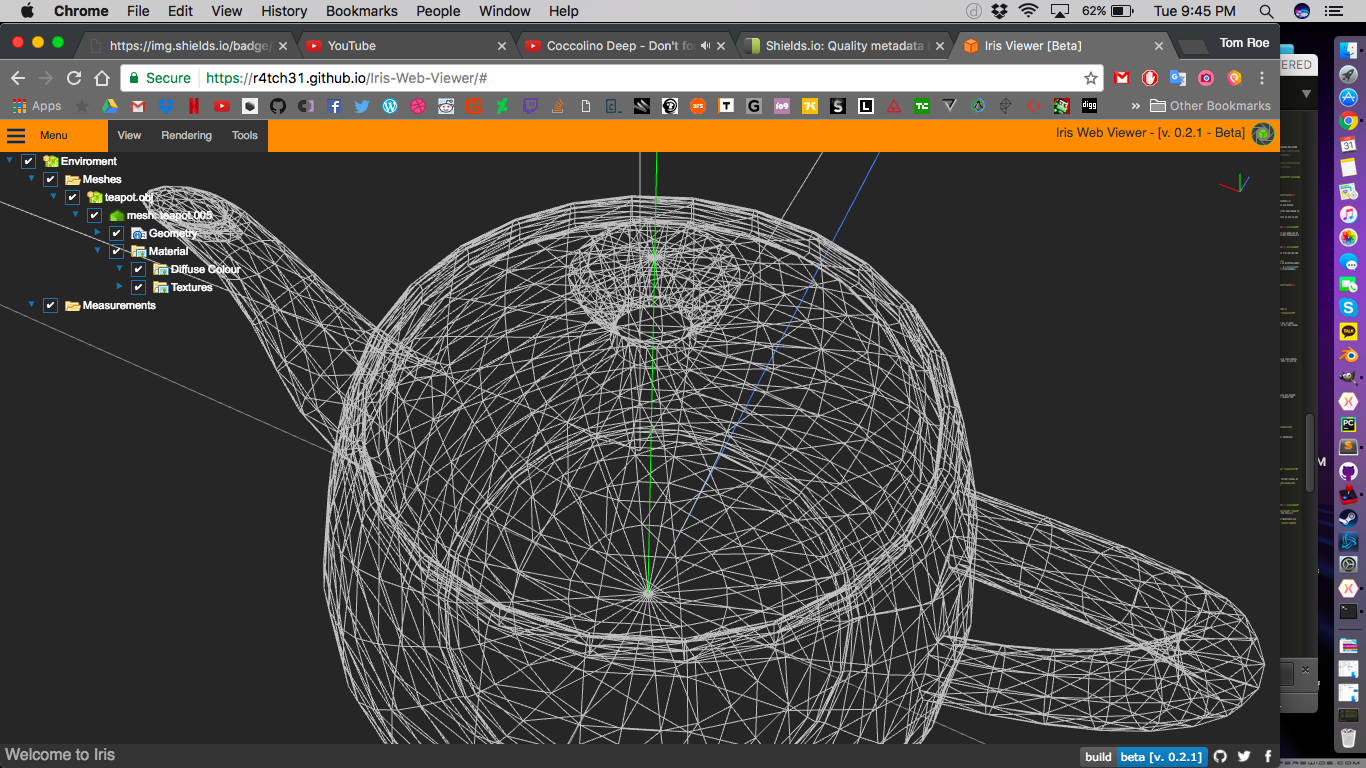 Chrome File Edit View History Bookmarks People Window Help 62% Tue 9:45 PM
https://img.shields.io/badge/ YouTube Coccolino Deep - Don't fo Shields.io: Quality metadata Iris Viewer [Beta] Tom Roe
Secure https://r4tch31.github.io/Iris-Web-Viewer/# ERED
Apps Other Bookmarks
Menu View Rendering Tools Iris Web Viewer - [v. 0.2.1 - Beta]
Enviroment
Meshes
teapot.obj
mesh: teapot.005
Geometry
Material
Diffuse Colour
Textures
Measurements
Welcome to Iris build beta [v. 0.2.1]